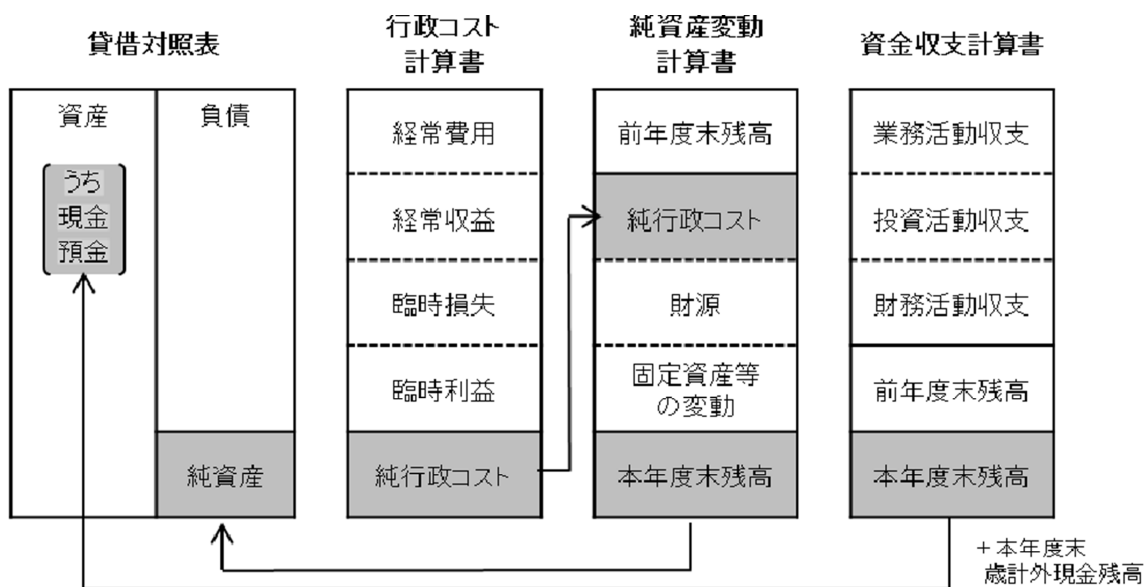 貸借対照表
資産
うち
現金
預金
負債
純資産
行政コスト
計算書
経常費用
経常収益
臨時損失
臨時利益
純行政コスト
純資産変動
計算書
前年度末残高
純行政コスト
財源
固定資産等
の変動
本年度末残高
資金収支計算書
業務活動収支
投資活動収支
財務活動収支
前年度末残高
本年度末残高
+本年度末
歳計外現金残高